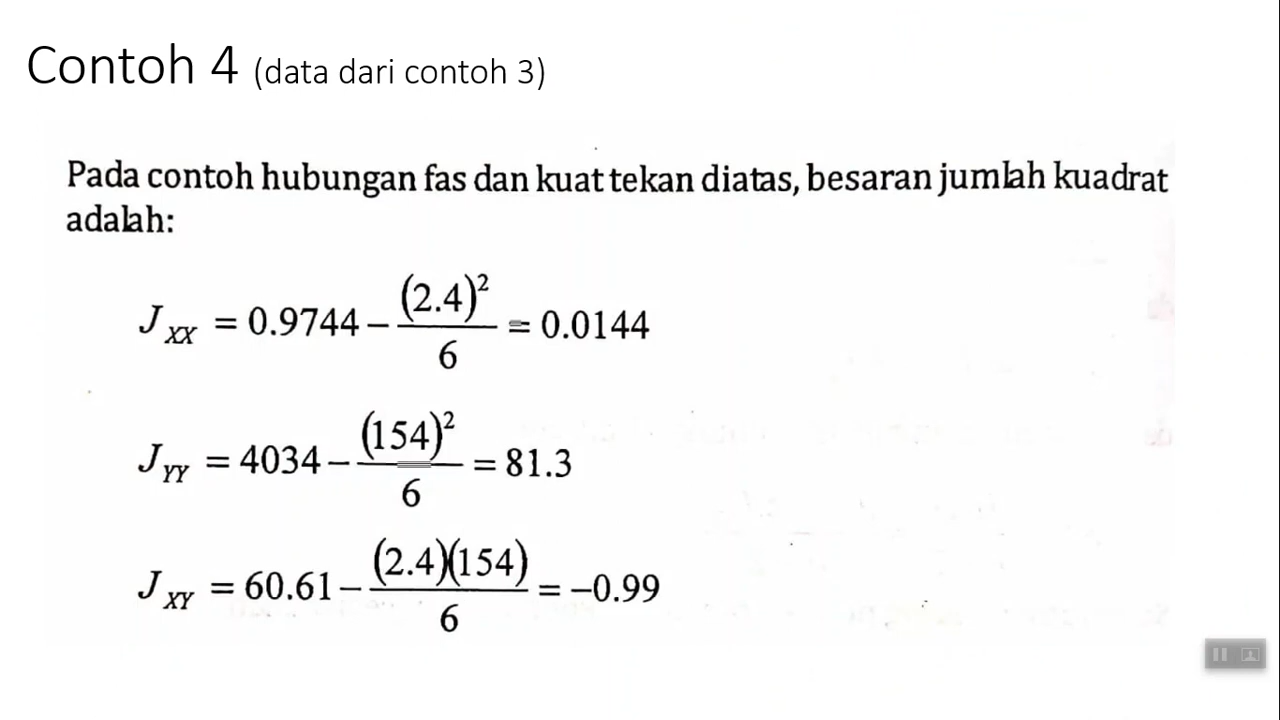 Contoh 4 (data dari contoh 3)
Pada contoh hubungan fas dan kuat tekan diatas, besaran jumlah kuadrat
adalah:
J_XX = 0.9744 − (2.4)² / 6 = 0.0144
J_YY = 4034 − (154)² / 6 = 81.3
J_XY = 60.61 − (2.4)(154) / 6 = −0.99